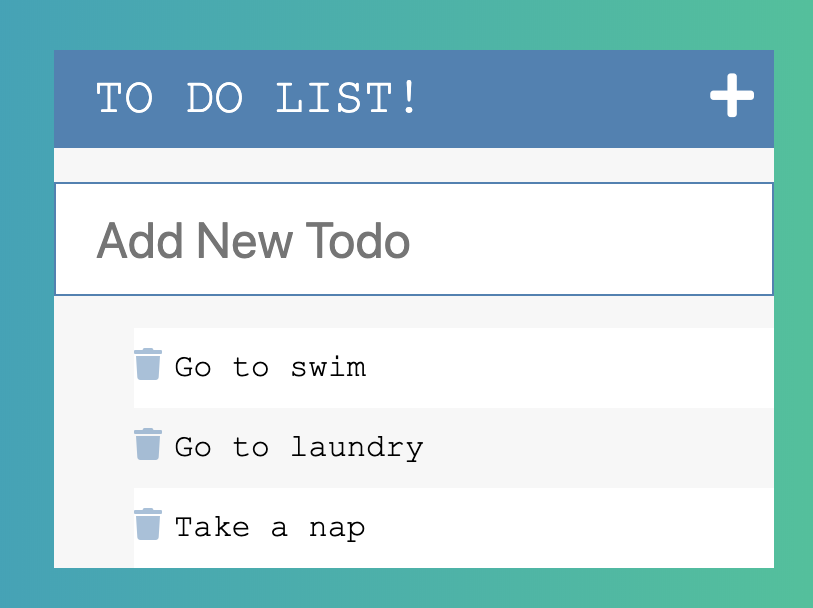 TO DO LIST!
Add New Todo
Go to swim
Go to laundry
Take a nap